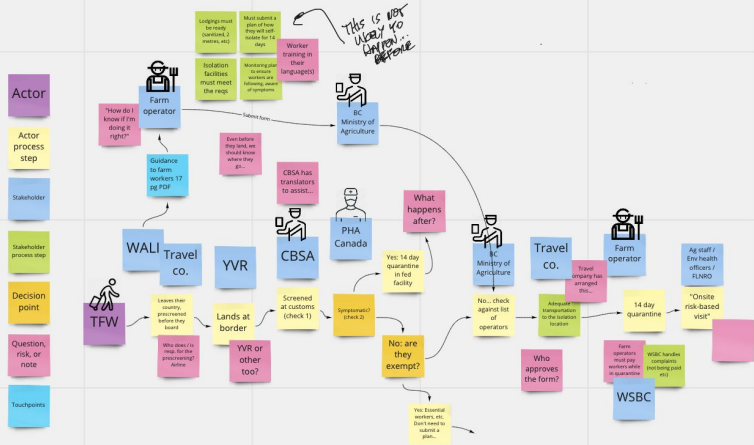 Actor
Actor
process
step
Stakeholder
Stakeholder
process step
Decision
point
Question,
risk, or
note
Touchpoints
Lodgings must
be ready
(sanitized, 2
metres, etc)
Must submit a
plan of how
they will self-
isolate for 14
days
Isolation
facilities
must meet
the reqs
Monitoring plan
to ensure
workers are
following, aware
of symptoms
Worker
training in
their
language(s)
THIS IS NOT
LIKELY TO
HAPPEN...
BEFORE
"How do I
know if I'm
doing it
right?"
Farm
operator
Submit form
BC
Ministry of
Agriculture
Guidance
to farm
workers 17
pg PDF
Even before
they land, we
should know
where they
go...
CBSA has
translators
to assist...
What
happens
after?
WALI
Travel
co.
YVR
CBSA
PHA
Canada
BC
Ministry of
Agriculture
Travel
co.
Travel
company has
arranged
this...
Farm
operator
Ag staff /
Env health
officers /
FLNRO
TFW
Leaves their
country,
prescreened
before they
board
Lands at
border
Screened
at customs
(check 1)
Symptomatic?
(check 2)
Yes: 14 day
quarantine
in fed
facility
No: are
they
exempt?
No... check
against list
of
operators
Adequate
transportation
to the isolation
location
14 day
quarantine
"Onsite
risk-based
visit"
Who does / is
resp. for the
prescreening?
Airline
YVR or
other
too?
Yes: Essential
workers, etc.
Don't need to
submit a
plan...
Who
approves
the form?
Farm
operators
must pay
workers while
in quarantine
WSBC handles
complaints
(not being paid
etc)
WSBC